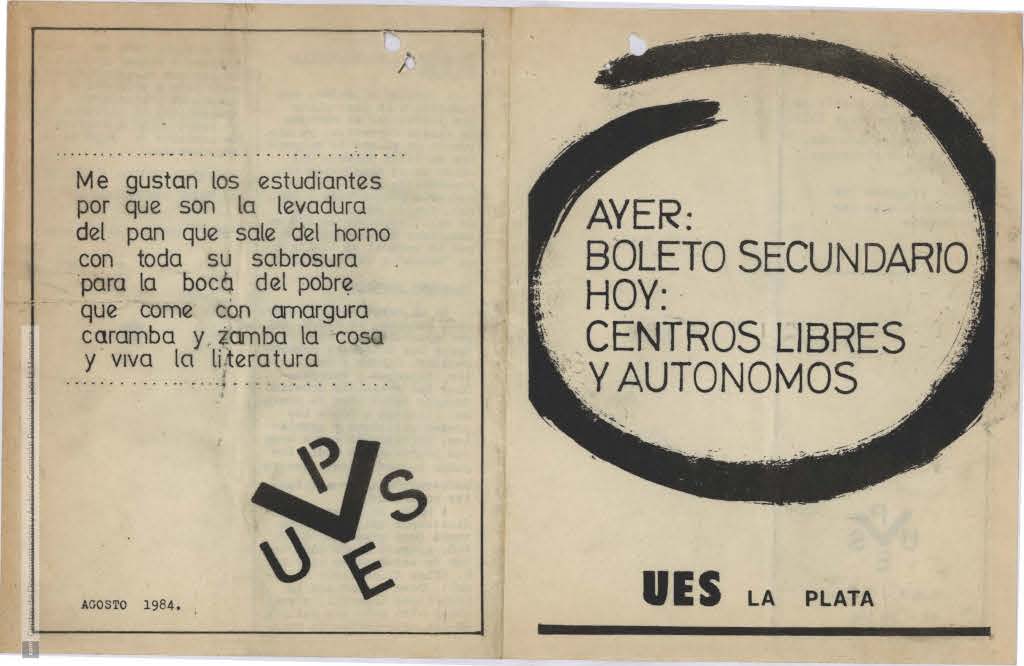 Me gustan los estudiantes
por que son la levadura
del pan que sale del horno
con toda su sabrosura
para la boca del pobre
que come con amargura
caramba y zamba la cosa
y viva la literatura
P
U E S
AGOSTO 1984.
AYER:
BOLETO SECUNDARIO
HOY:
CENTROS LIBRES
Y AUTONOMOS
UES LA PLATA